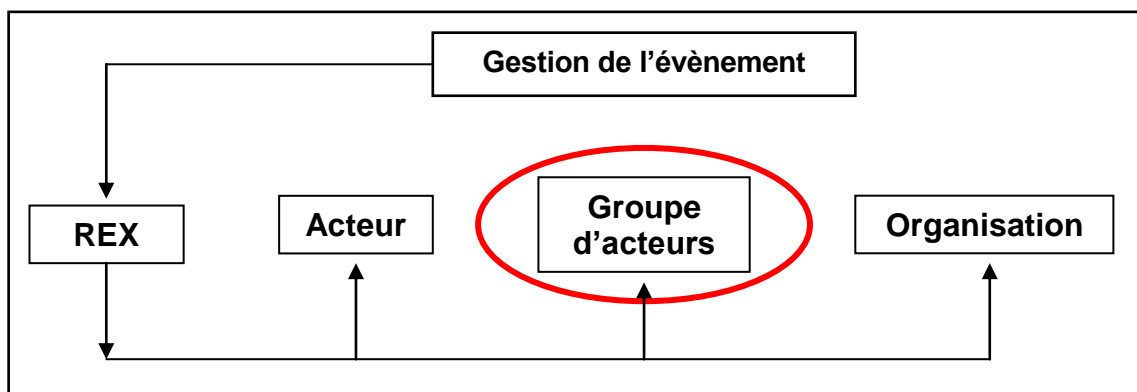 Gestion de l’évènement
REX
Acteur
Groupe
d’acteurs
Organisation